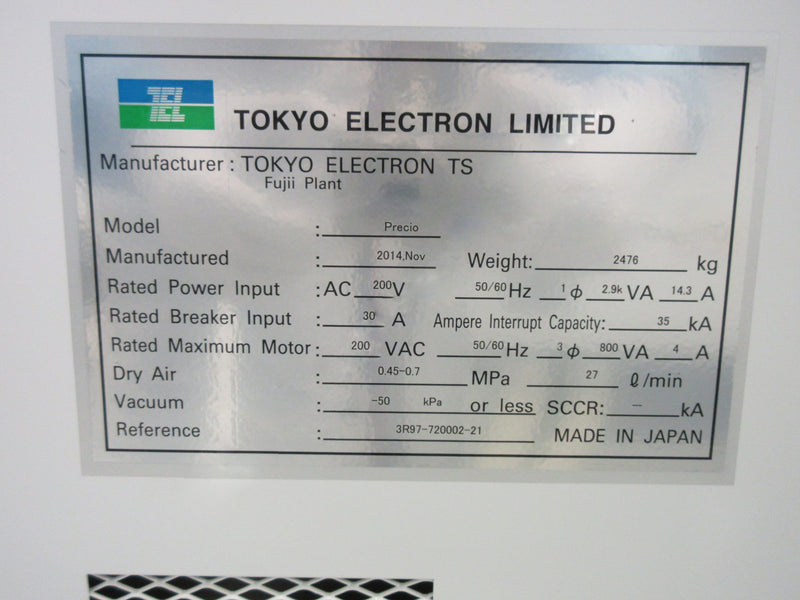 TEL
TOKYO ELECTRON LIMITED
Manufacturer : TOKYO ELECTRON TS
Fujii Plant
Model : Precio
Manufactured : 2014.Nov Weight: 2476 kg
Rated Power Input : AC 200V 50/60 Hz 1 ϕ 2.9k VA 14.3 A
Rated Breaker Input : 30 A Ampere Interrupt Capacity: 35 kA
Rated Maximum Motor : 200 VAC 50/60 Hz 3 ϕ 800 VA 4 A
Dry Air : 0.45-0.7 MPa 27 ℓ/min
Vacuum : -50 kPa or less SCCR: - kA
Reference : 3R97-720002-21 MADE IN JAPAN